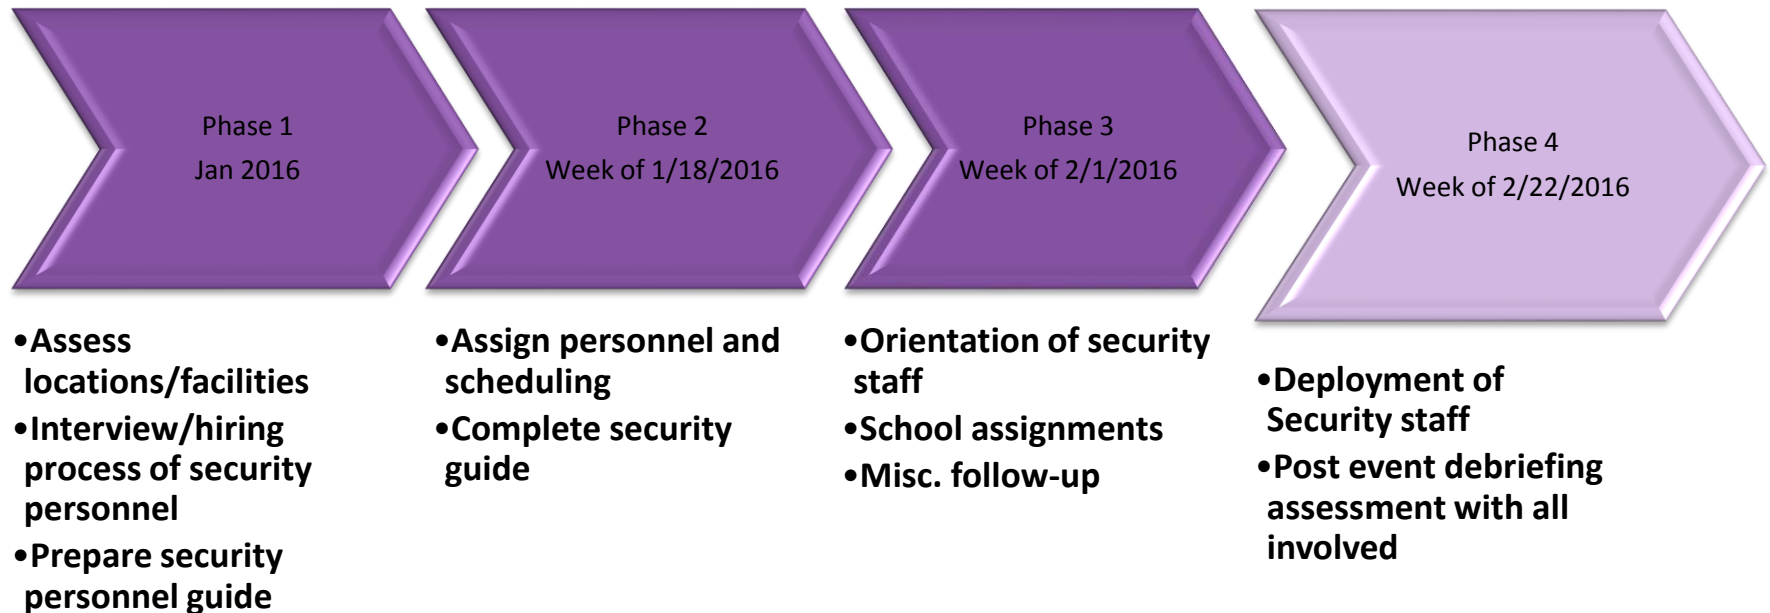 Phase 1
Jan 2016
•Assess
locations/facilities
•Interview/hiring
process of security
personnel
•Prepare security
personnel guide
Phase 2
Week of 1/18/2016
•Assign personnel and
scheduling
•Complete security
guide
Phase 3
Week of 2/1/2016
•Orientation of security
staff
•School assignments
•Misc. follow-up
Phase 4
Week of 2/22/2016
•Deployment of
Security staff
•Post event debriefing
assessment with all
involved